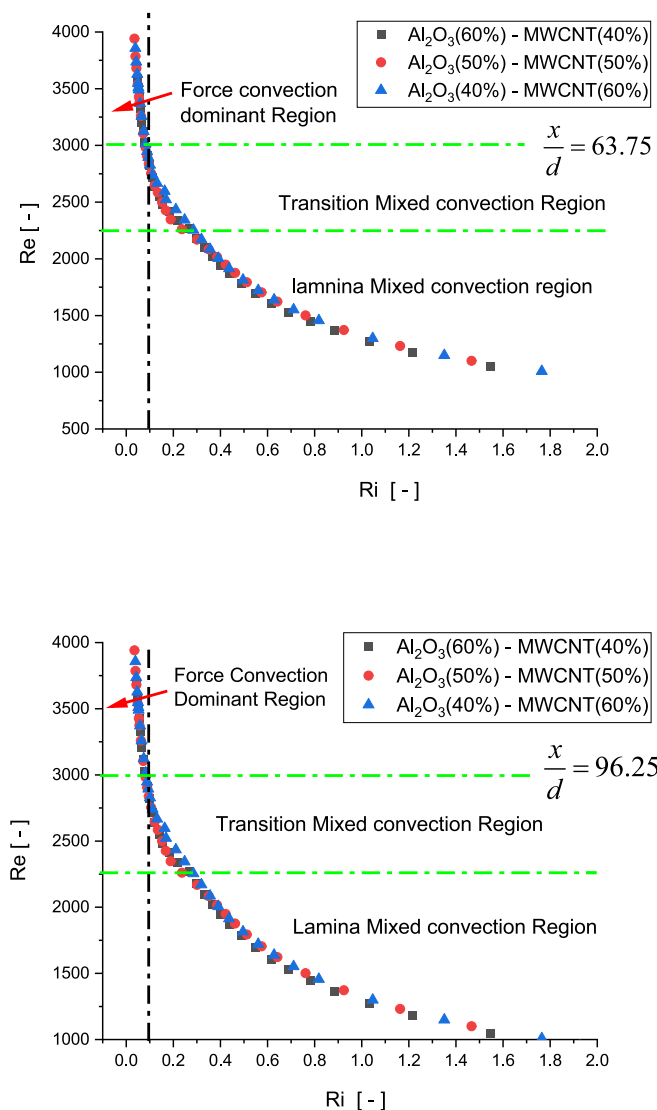 4000
3500
3000
2500
2000
1500
1000
500
Re [ - ]
Al₂O₃(60%) - MWCNT(40%)
Al₂O₃(50%) - MWCNT(50%)
Al₂O₃(40%) - MWCNT(60%)
Force convection
dominant Region
x/d = 63.75
Transition Mixed convection Region
lamnina Mixed convection region
0.0 0.2 0.4 0.6 0.8 1.0 1.2 1.4 1.6 1.8 2.0
Ri [ - ]
4000
3500
3000
2500
2000
1500
1000
Re [ - ]
Al₂O₃(60%) - MWCNT(40%)
Al₂O₃(50%) - MWCNT(50%)
Al₂O₃(40%) - MWCNT(60%)
Force Convection
Dominant Region
x/d = 96.25
Transition Mixed convection Region
Lamina Mixed convection Region
0.0 0.2 0.4 0.6 0.8 1.0 1.2 1.4 1.6 1.8 2.0
Ri [ - ]